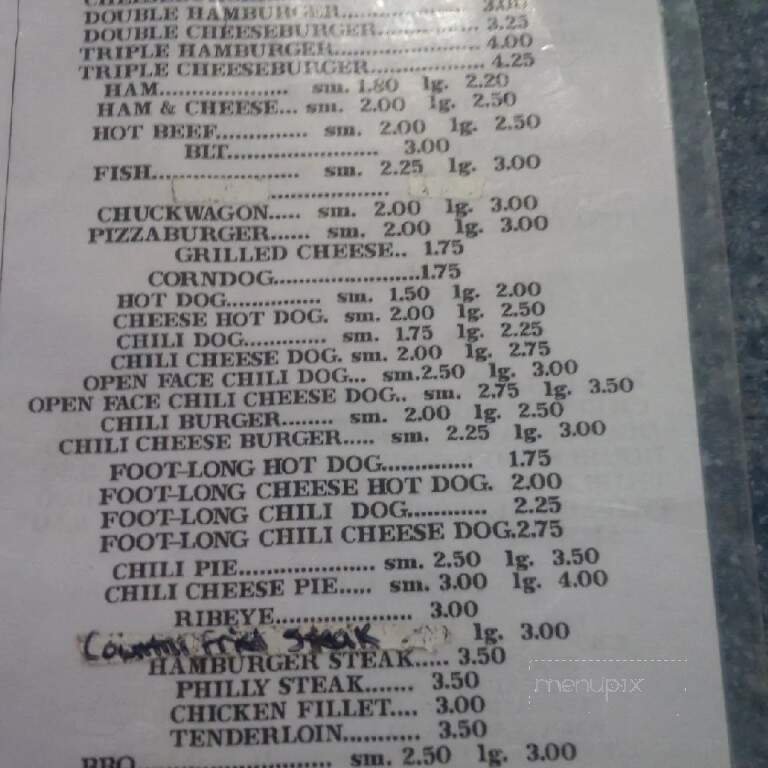 DOUBLE HAMBURGER.................. 3.00
DOUBLE CHEESEBURGER............... 3.25
TRIPLE HAMBURGER.................. 4.00
TRIPLE CHEESEBURGER............... 4.25
HAM..................... sm. 1.80 lg. 2.20
HAM & CHEESE... sm. 2.00 lg. 2.50
HOT BEEF............. sm. 2.00 lg. 2.50
BLT...................... 3.00
FISH..................... sm. 2.25 lg. 3.00
CHUCKWAGON..... sm. 2.00 lg. 3.00
PIZZABURGER...... sm. 2.00 lg. 3.00
GRILLED CHEESE.. 1.75
CORNDOG.....................1.75
HOT DOG............. sm. 1.50 lg. 2.00
CHEESE HOT DOG. sm. 2.00 lg. 2.50
CHILI DOG............ sm. 1.75 lg. 2.25
CHILI CHEESE DOG. sm. 2.00 lg. 2.75
OPEN FACE CHILI DOG... sm.2.50 lg. 3.00
OPEN FACE CHILI CHEESE DOG.. sm. 2.75 lg. 3.50
CHILI BURGER........ sm. 2.00 lg. 2.50
CHILI CHEESE BURGER..... sm. 2.25 lg. 3.00
FOOT-LONG HOT DOG............. 1.75
FOOT-LONG CHEESE HOT DOG. 2.00
FOOT-LONG CHILI DOG........... 2.25
FOOT-LONG CHILI CHEESE DOG.2.75
CHILI PIE................... sm. 2.50 lg. 3.50
CHILI CHEESE PIE..... sm. 3.00 lg. 4.00
RIBEYE.................... 3.00
Fried Steak lg. 3.00
HAMBURGER STEAK..... 3.50
PHILLY STEAK....... 3.50
CHICKEN FILLET.... 3.00
TENDERLOIN........... 3.50
BBQ........................... sm. 2.50 lg. 3.00
menupix